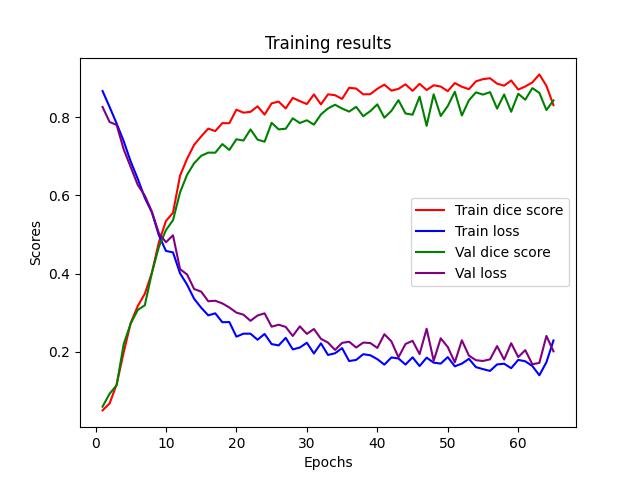 Training results
Scores
0.8
0.6
0.4
0.2
Train dice score
Train loss
Val dice score
Val loss
0 10 20 30 40 50 60
Epochs